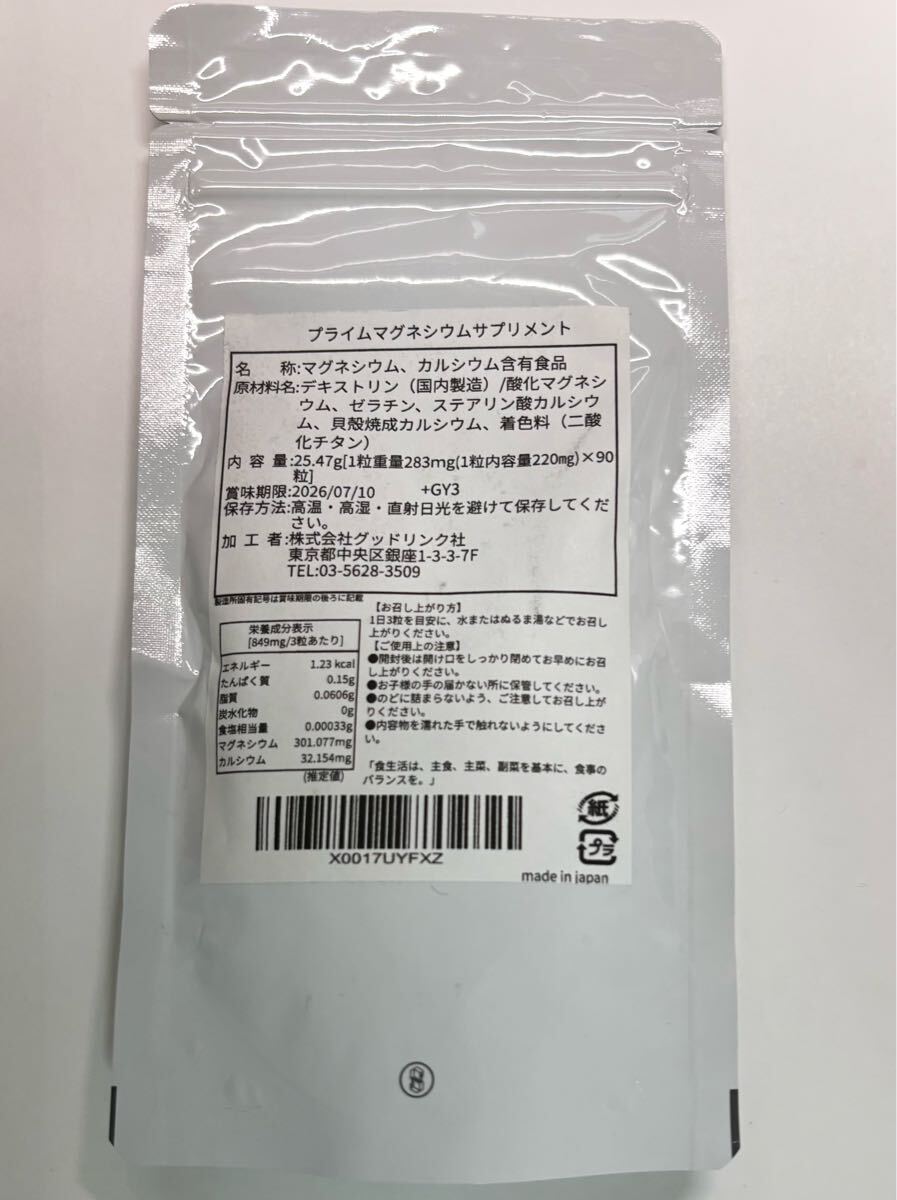 プライムマグネシウムサプリメント
名 称:マグネシウム、カルシウム含有食品
原材料名:デキストリン（国内製造）/酸化マグネシ
ウム、ゼラチン、ステアリン酸カルシウ
ム、貝殻焼成カルシウム、着色料（二酸
化チタン）
内 容 量:25.47g[1粒重量283mg(1粒内容量220㎎)×90
粒]
賞味期限:2026/07/10 +GY3
保存方法:高温・高湿・直射日光を避けて保存してくだ
さい。
加 工 者:株式会社グッドリンク社
東京都中央区銀座1-3-3-7F
TEL:03-5628-3509
製造所固有記号は賞味期限の後ろに記載
栄養成分表示
[849mg/3粒あたり]
エネルギー 1.23 kcal
たんぱく質 0.15g
脂質 0.0606g
炭水化物 0g
食塩相当量 0.00033g
マグネシウム 301.077mg
カルシウム 32.154mg
(推定値)
【お召し上がり方】
1日3粒を目安に、水またはぬるま湯などでお召し
上がりください。
【ご使用上の注意】
●開封後は開け口をしっかり閉めてお早めにお召
し上がりください。
●お子様の手の届かない所に保管してください。
●のどに詰まらないよう、ご注意してお召し上が
りください。
●内容物を濡れた手で触れないようにしてくださ
い。
「食生活は、主食、主菜、副菜を基本に、食事の
バランスを。」
X0017UYFXZ
紙
プラ
made in japan